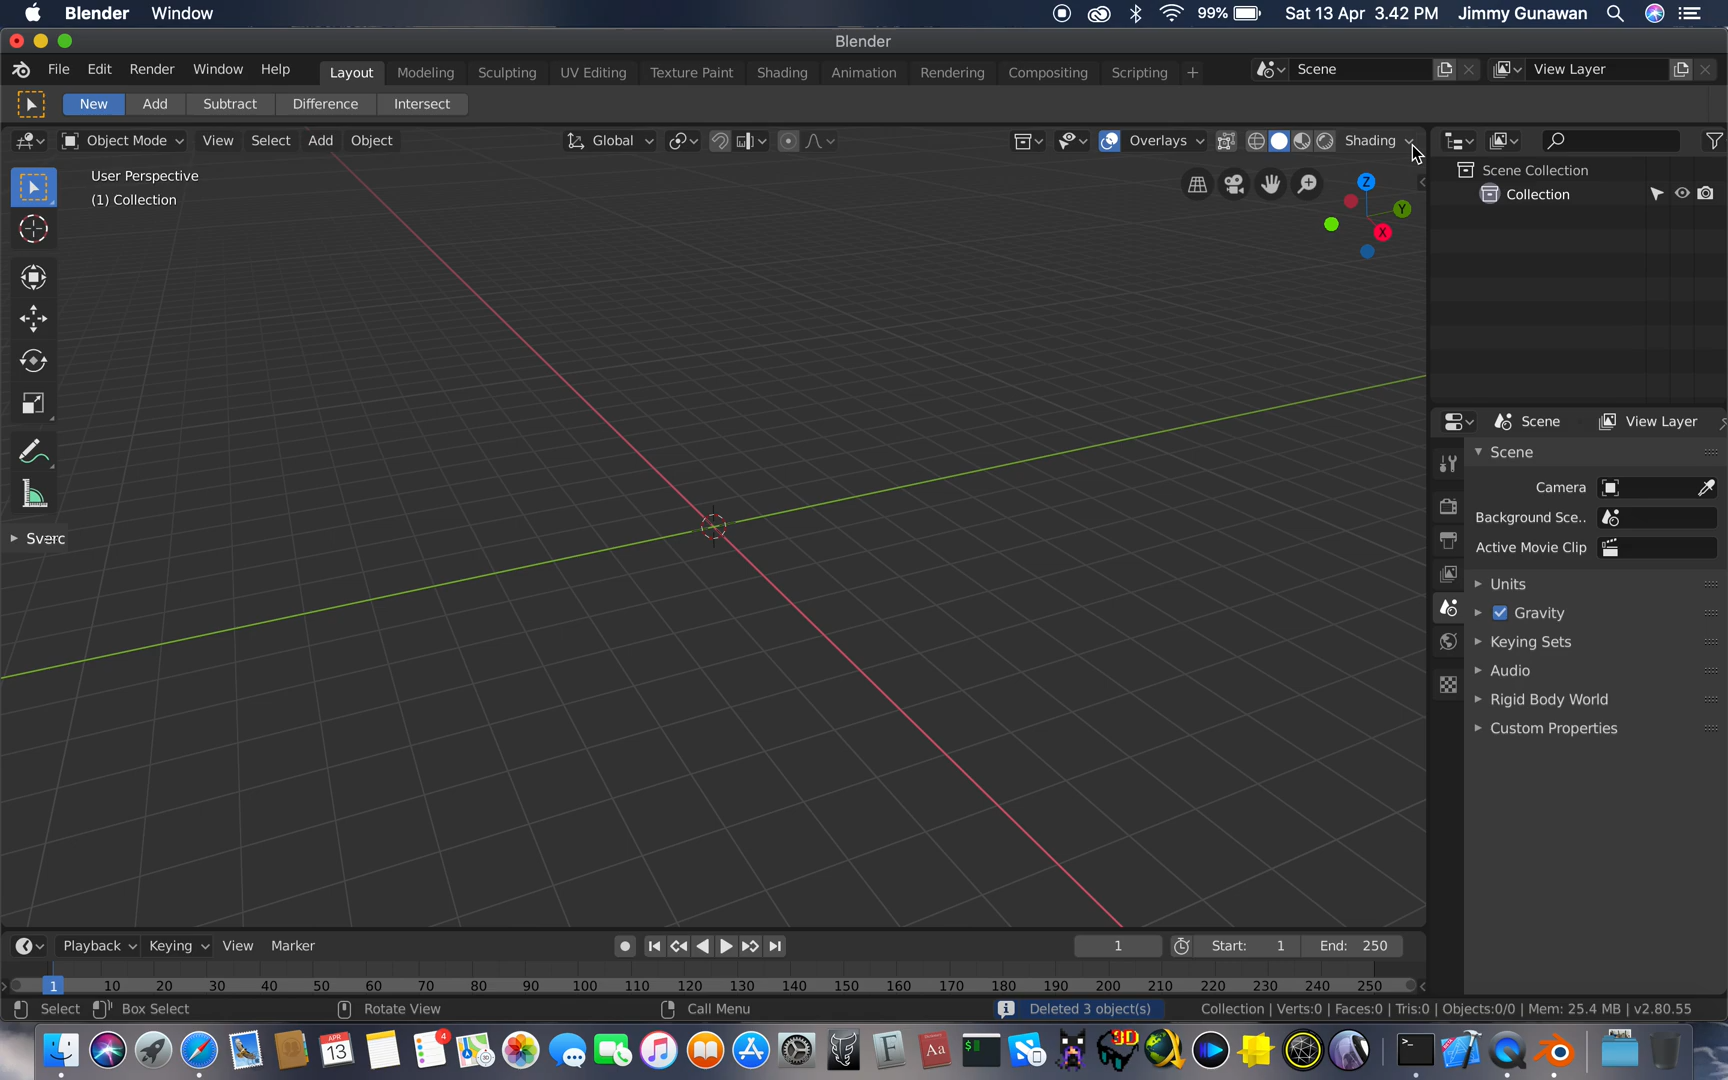 Blender Window 99% Sat 13 Apr 3.42 PM Jimmy Gunawan
Blender
File Edit Render Window Help Layout Modeling Sculpting UV Editing Texture Paint Shading Animation Rendering Compositing Scripting + Scene View Layer
New Add Subtract Difference Intersect
Object Mode View Select Add Object Global Overlays Shading
User Perspective
(1) Collection
Z
Y
X
Scene Collection
Collection
Scene View Layer
Scene
Camera
Background Sce..
Active Movie Clip
Units
Gravity
Keying Sets
Audio
Rigid Body World
Custom Properties
Sverc
Playback Keying View Marker 1 Start: 1 End: 250
1 10 20 30 40 50 60 70 80 90 100 110 120 130 140 150 160 170 180 190 200 210 220 230 240 250
Select Box Select Rotate View Call Menu Deleted 3 object(s) Collection | Verts:0 | Faces:0 | Tris:0 | Objects:0/0 | Mem: 25.4 MB | v2.80.55
APR
13
4
$
F
Aa
3D
>_